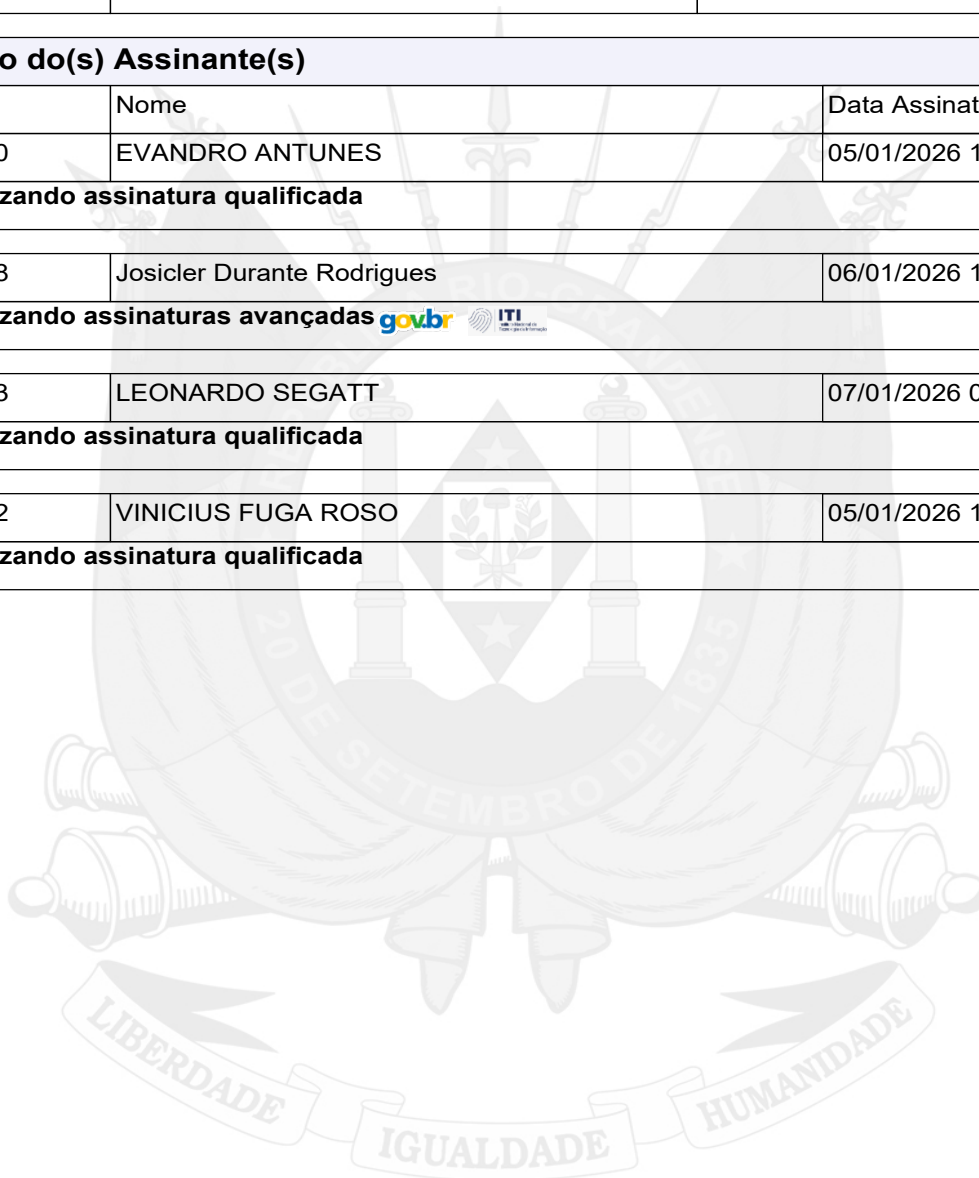 o do(s) Assinante(s)
Nome Data Assinat
0 EVANDRO ANTUNES 05/01/2026 1
zando assinatura qualificada
3 Josicler Durante Rodrigues 06/01/2026 1
zando assinaturas avançadas gov.br ITI
3 LEONARDO SEGATT 07/01/2026 0
zando assinatura qualificada
2 VINICIUS FUGA ROSO 05/01/2026 1
zando assinatura qualificada
REPÚBLICA RIO GRANDENSE
20 DE SETEMBRO DE 1835
LIBERDADE IGUALDADE HUMANIDADE